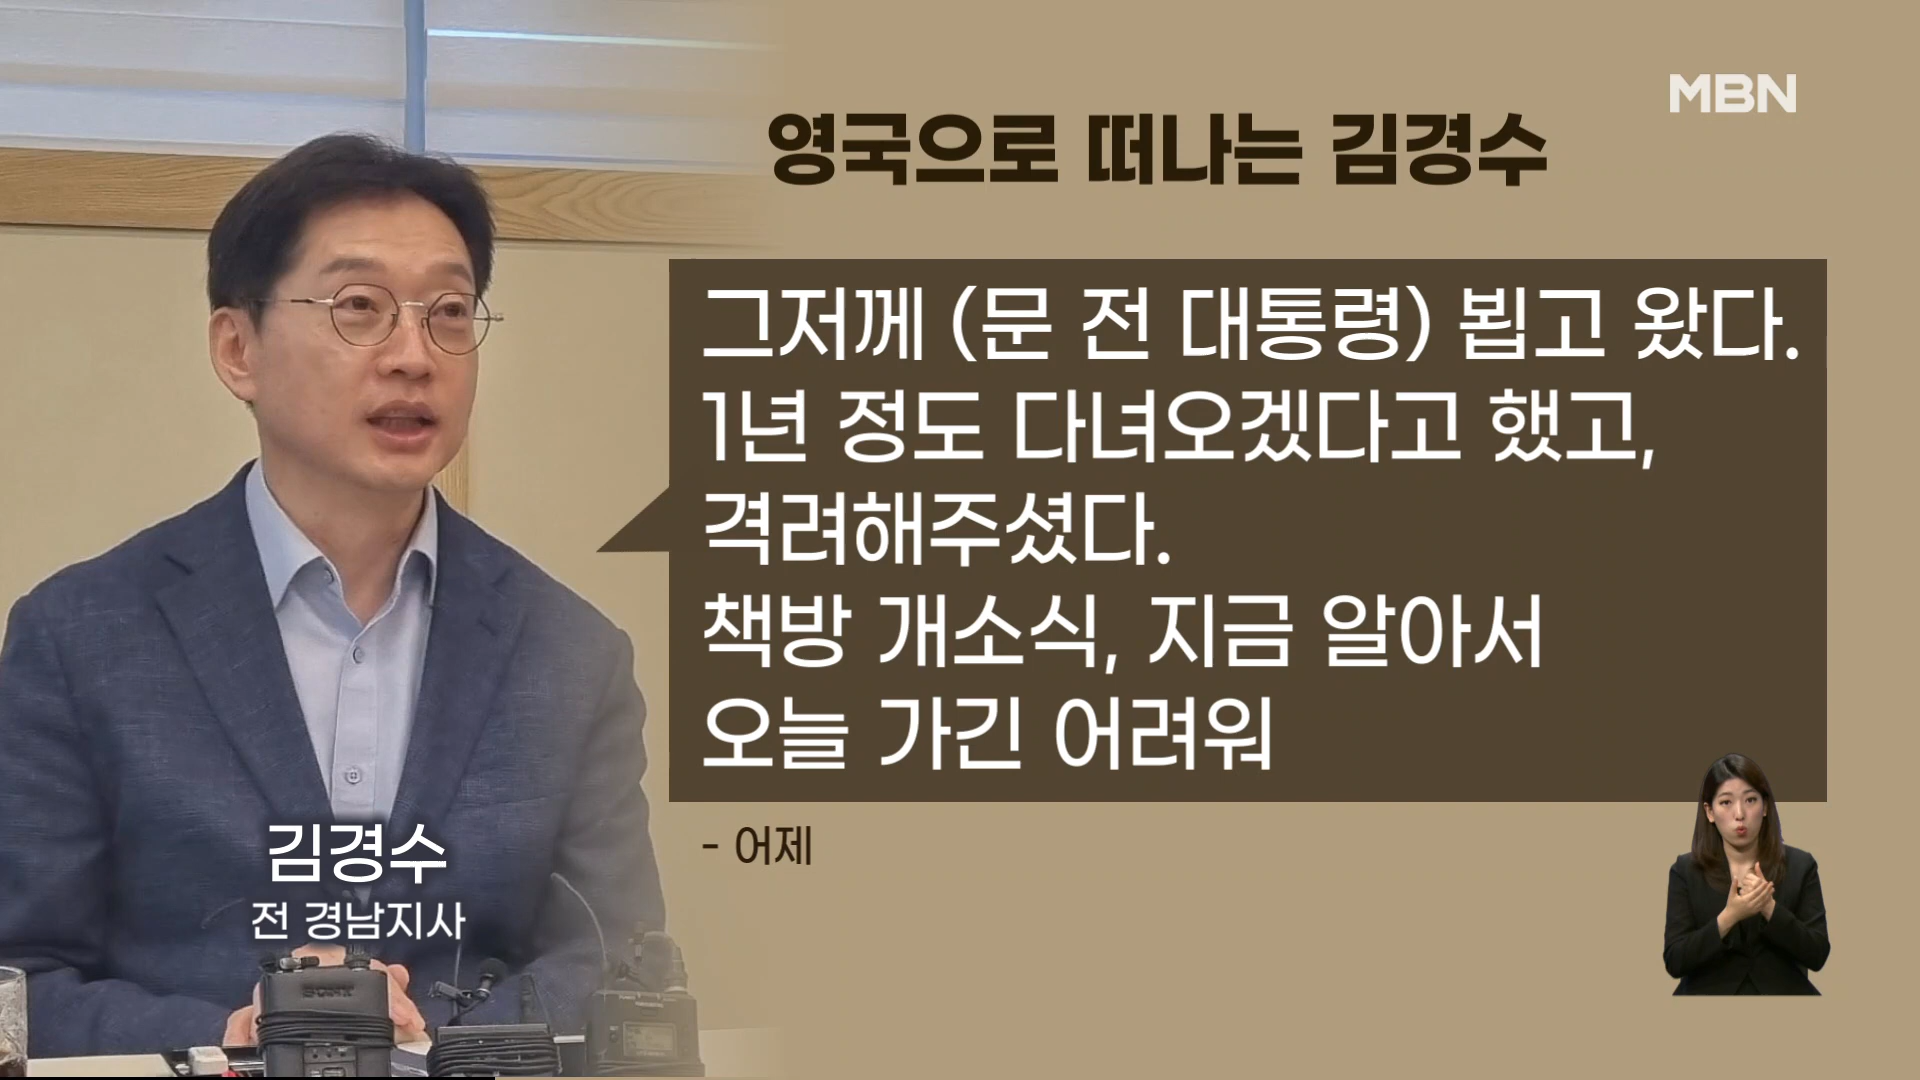 MBN
영국으로 떠나는 김경수
그저께 (문 전 대통령) 뵙고 왔다.
1년 정도 다녀오겠다고 했고,
격려해주셨다.
책방 개소식, 지금 알아서
오늘 가긴 어려워
- 어제
김경수
전 경남지사
SONY